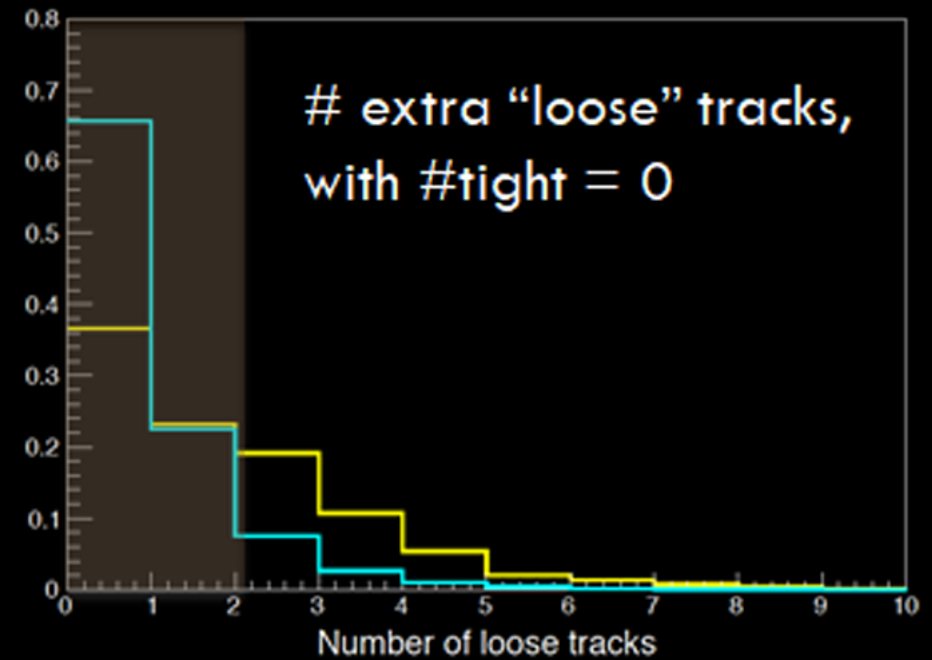 # extra “loose” tracks,
with #tight = 0
0.8
0.7
0.6
0.5
0.4
0.3
0.2
0.1
0
0 1 2 3 4 5 6 7 8 9 10
Number of loose tracks